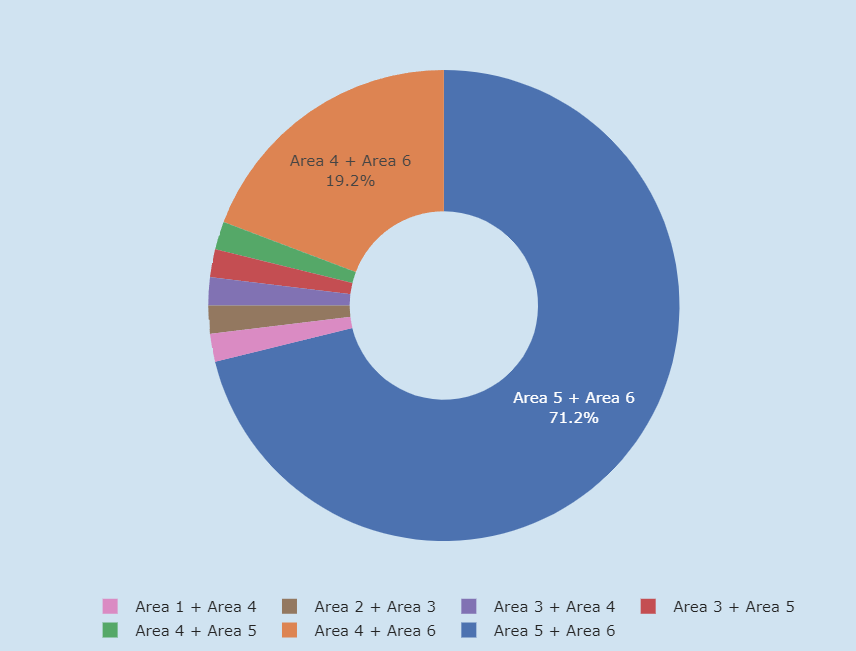 Area 4 + Area 6
19.2%
Area 5 + Area 6
71.2%
Area 1 + Area 4
Area 2 + Area 3
Area 3 + Area 4
Area 3 + Area 5
Area 4 + Area 5
Area 4 + Area 6
Area 5 + Area 6